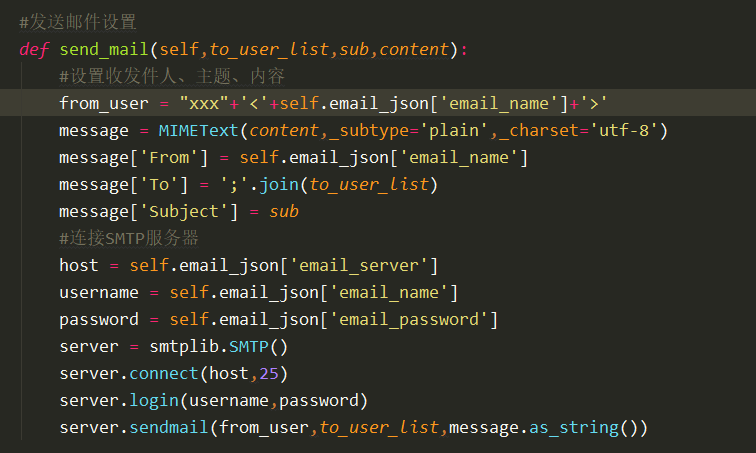 #发送邮件设置
def send_mail(self,to_user_list,sub,content):
#设置收发件人、主题、内容
from_user = "xxx"+'<'+self.email_json['email_name']+'>'
message = MIMEText(content,_subtype='plain',_charset='utf-8')
message['From'] = self.email_json['email_name']
message['To'] = ';'.join(to_user_list)
message['Subject'] = sub
#连接SMTP服务器
host = self.email_json['email_server']
username = self.email_json['email_name']
password = self.email_json['email_password']
server = smtplib.SMTP()
server.connect(host,25)
server.login(username,password)
server.sendmail(from_user,to_user_list,message.as_string())